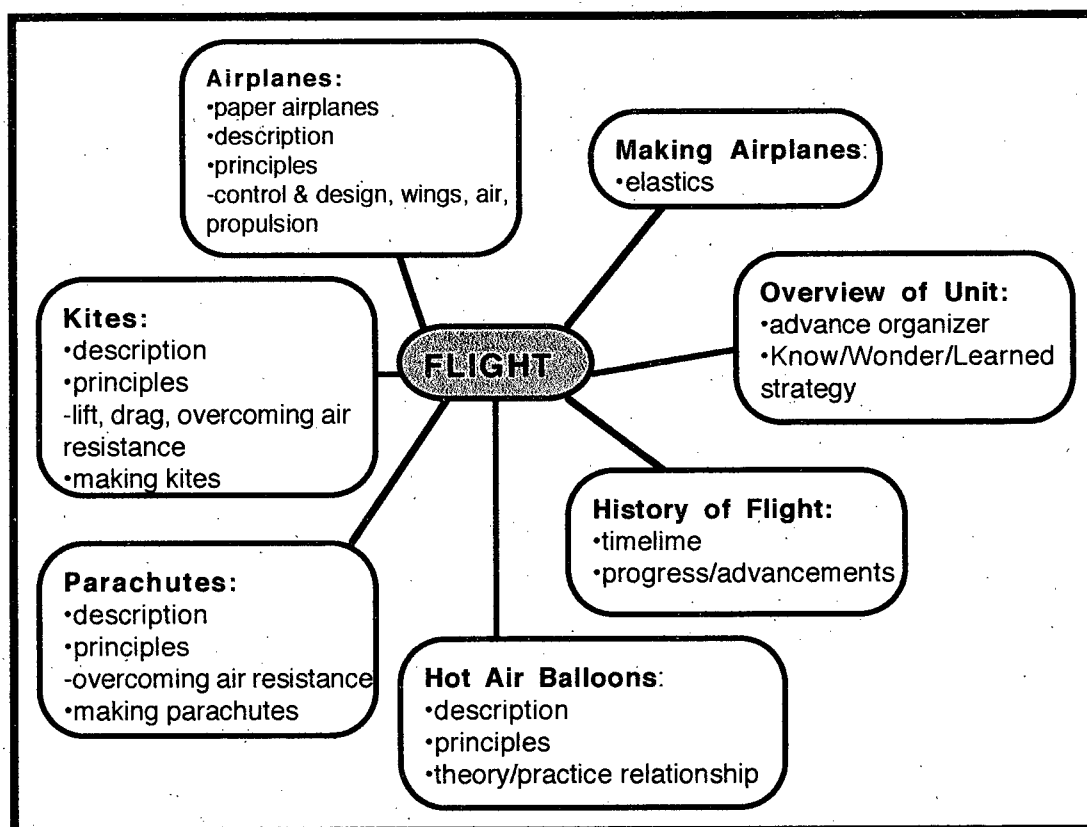 Airplanes:
•paper airplanes
•description
•principles
-control & design, wings, air,
propulsion
Making Airplanes:
•elastics
Overview of Unit:
•advance organizer
•Know/Wonder/Learned
strategy
Kites:
•description
•principles
-lift, drag, overcoming air
resistance
•making kites
FLIGHT
History of Flight:
•timelime
•progress/advancements
Parachutes:
•description
•principles
-overcoming air resistance
•making parachutes
Hot Air Balloons:
•description
•principles
•theory/practice relationship